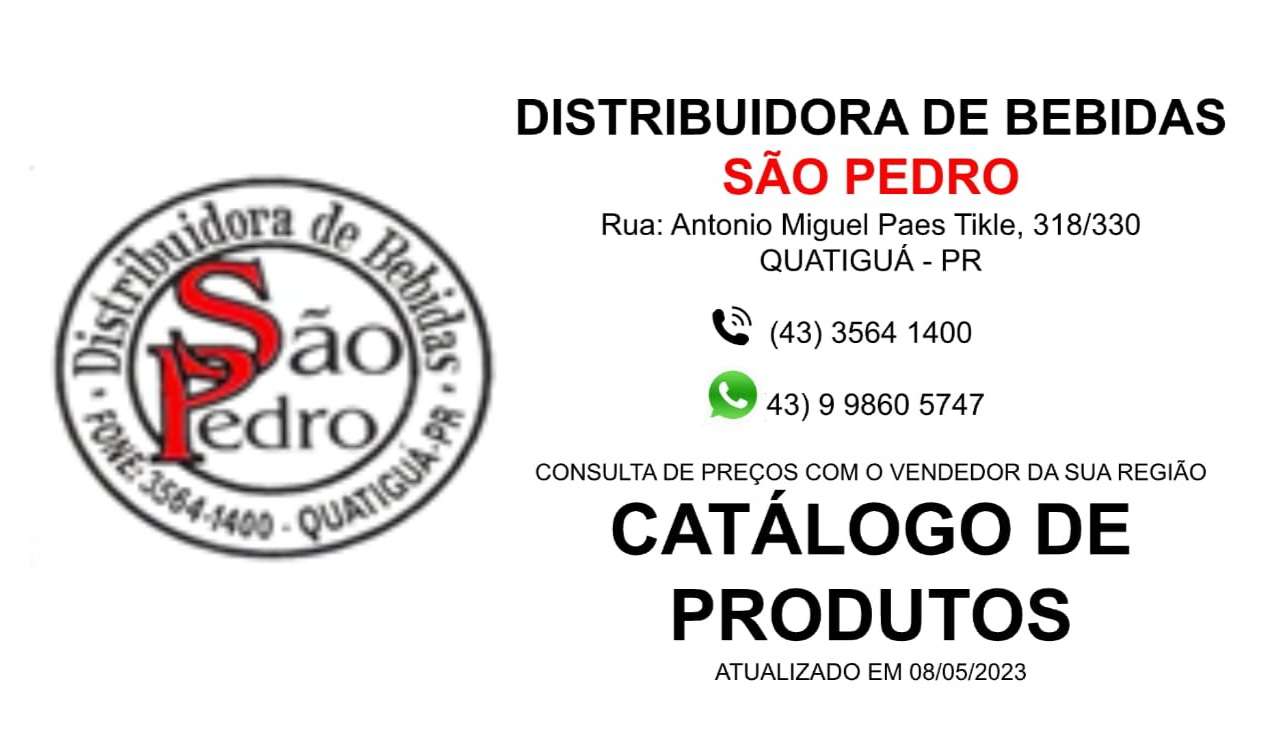 Distribuidora de Bebidas
São
Pedro
• FONE: 3564-1400 - QUATIGUÁ-PR •
DISTRIBUIDORA DE BEBIDAS
SÃO PEDRO
Rua: Antonio Miguel Paes Tikle, 318/330
QUATIGUÁ - PR
(43) 3564 1400
43) 9 9860 5747
CONSULTA DE PREÇOS COM O VENDEDOR DA SUA REGIÃO
CATÁLOGO DE
PRODUTOS
ATUALIZADO EM 08/05/2023